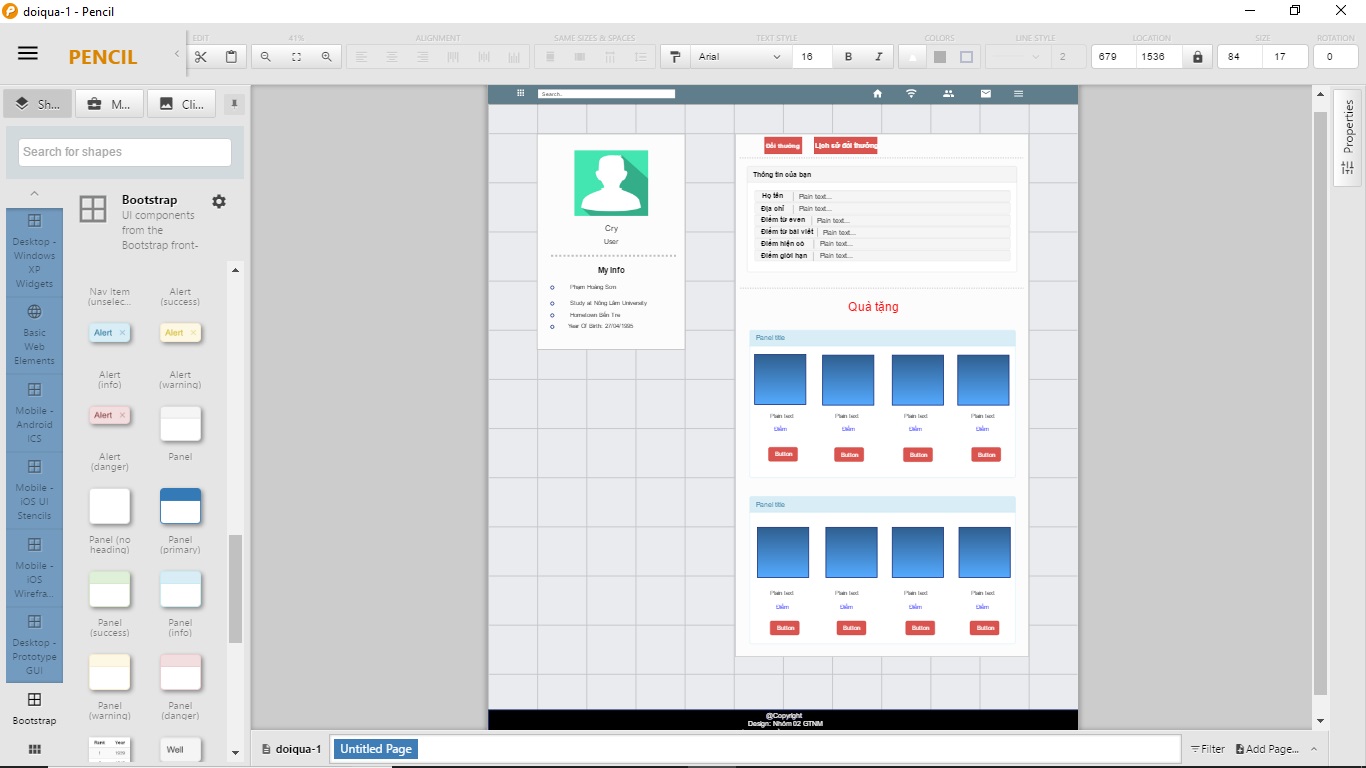 doiqua-1 - Pencil
PENCIL
EDIT
41%
ALIGNMENT
SAME SIZES & SPACES
TEXT STYLE
COLORS
LINE STYLE
LOCATION
SIZE
ROTATION
Arial
16
B
I
2
679
1536
84
17
0
Sh...
M...
Cli...
Search for shapes
Desktop -
Windows
XP
Widgets
Basic
Web
Elements
Mobile -
Android
ICS
Mobile -
iOS UI
Stencils
Mobile -
iOS
Wirefra...
Desktop -
Prototype
GUI
Bootstrap
Bootstrap
UI components
from the
Bootstrap front-
Nav Item
(unselec...
Alert
(success)
Alert ×
Alert ×
Alert
(info)
Alert
(warning)
Alert ×
Alert
(danger)
Panel
Panel (no
heading)
Panel
(primary)
Panel
(success)
Panel
(info)
Panel
(warning)
Panel
(danger)
Rank Year
Well
Search..
Cry
User
My info
Phạm Hoàng Sơn
Study at Nông Lâm University
Hometown Bến Tre
Year Of Birth: 27/04/1995
Đổi thưởng
Lịch sử đổi thưởng
Thông tin của bạn
Họ tên Plain text...
Địa chỉ Plain text...
Điểm từ even Plain text...
Điểm từ bài viết Plain text...
Điểm hiện có Plain text...
Điểm giới hạn Plain text...
Quà tặng
Panel title
Plain text Plain text Plain text Plain text
Điểm Điểm Điểm Điểm
Button Button Button Button
Panel title
Plain text Plain text Plain text Plain text
Điểm Điểm Điểm Điểm
Button Button Button Button
@Copyright
Design: Nhóm 02 GTNM
Properties
doiqua-1
Untitled Page
Filter
Add Page...